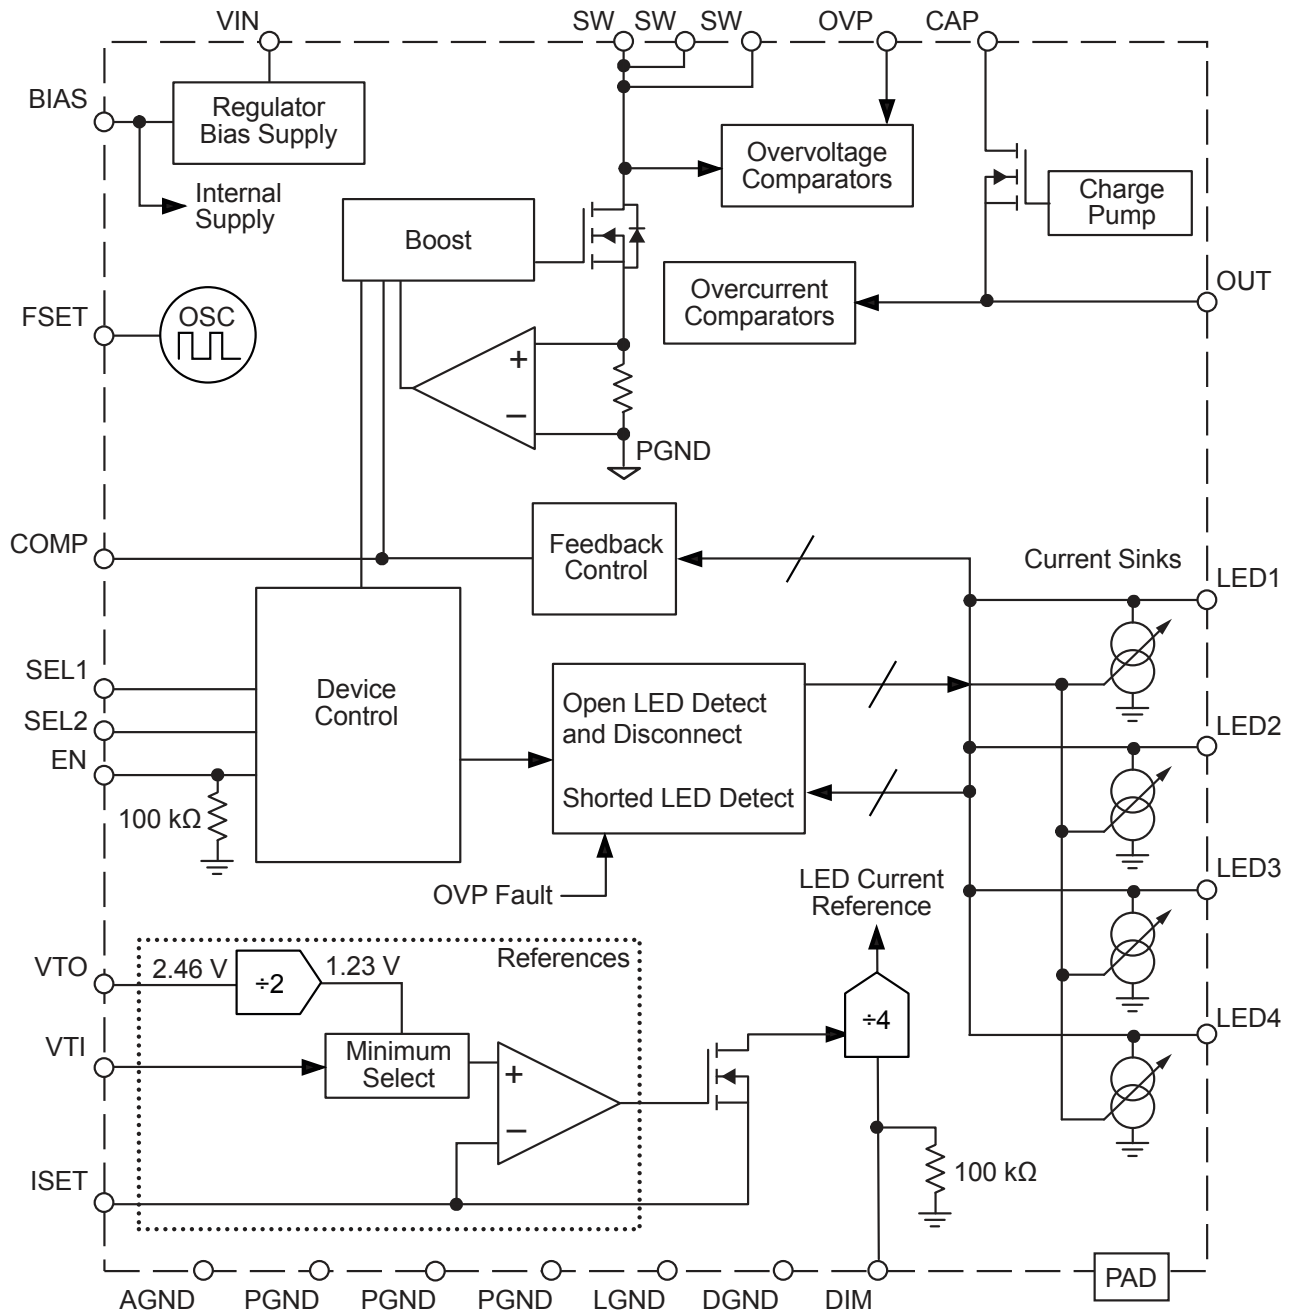 VIN
SW
SW
SW
OVP
CAP
BIAS
Regulator
Bias Supply
Internal
Supply
Overvoltage
Comparators
Charge
Pump
Boost
FSET
OSC
Overcurrent
Comparators
OUT
+
−
PGND
COMP
Feedback
Control
Current Sinks
LED1
SEL1
SEL2
EN
100 kΩ
Device
Control
Open LED Detect
and Disconnect
Shorted LED Detect
LED2
OVP Fault
LED Current
Reference
LED3
References
VTO
2.46 V
÷2
1.23 V
÷4
LED4
VTI
Minimum
Select
+
−
ISET
100 kΩ
PAD
AGND
PGND
PGND
PGND
LGND
DGND
DIM